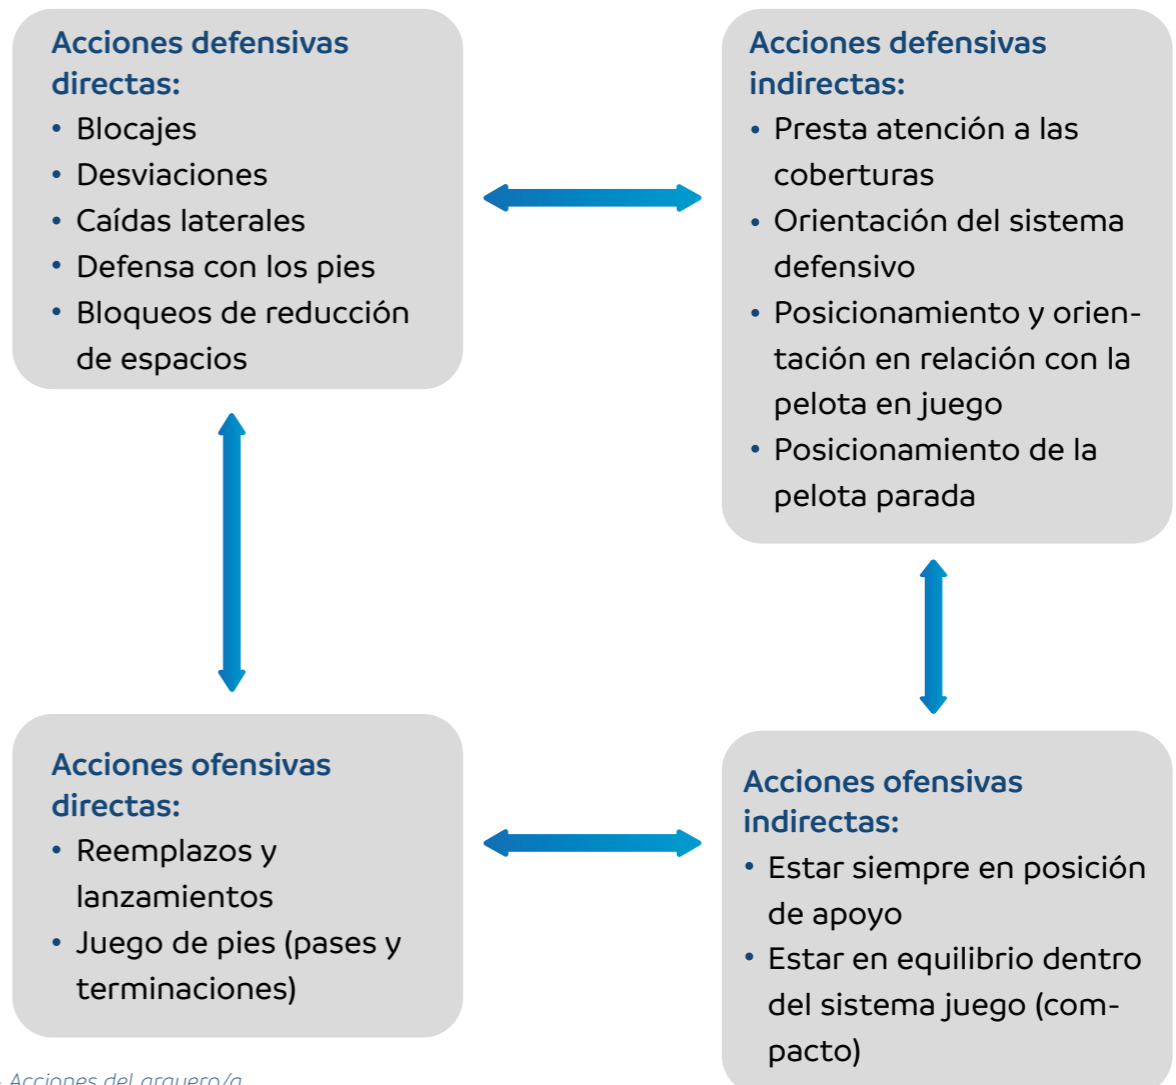 Acciones defensivas
directas:
• Blocajes
• Desviaciones
• Caídas laterales
• Defensa con los pies
• Bloqueos de reducción
de espacios
Acciones defensivas
indirectas:
• Presta atención a las
coberturas
• Orientación del sistema
defensivo
• Posicionamiento y orien-
tación en relación con la
pelota en juego
• Posicionamiento de la
pelota parada
Acciones ofensivas
directas:
• Reemplazos y
lanzamientos
• Juego de pies (pases y
terminaciones)
Acciones ofensivas
indirectas:
• Estar siempre en posición
de apoyo
• Estar en equilibrio dentro
del sistema juego (com-
pacto)
Acciones del arquero/a